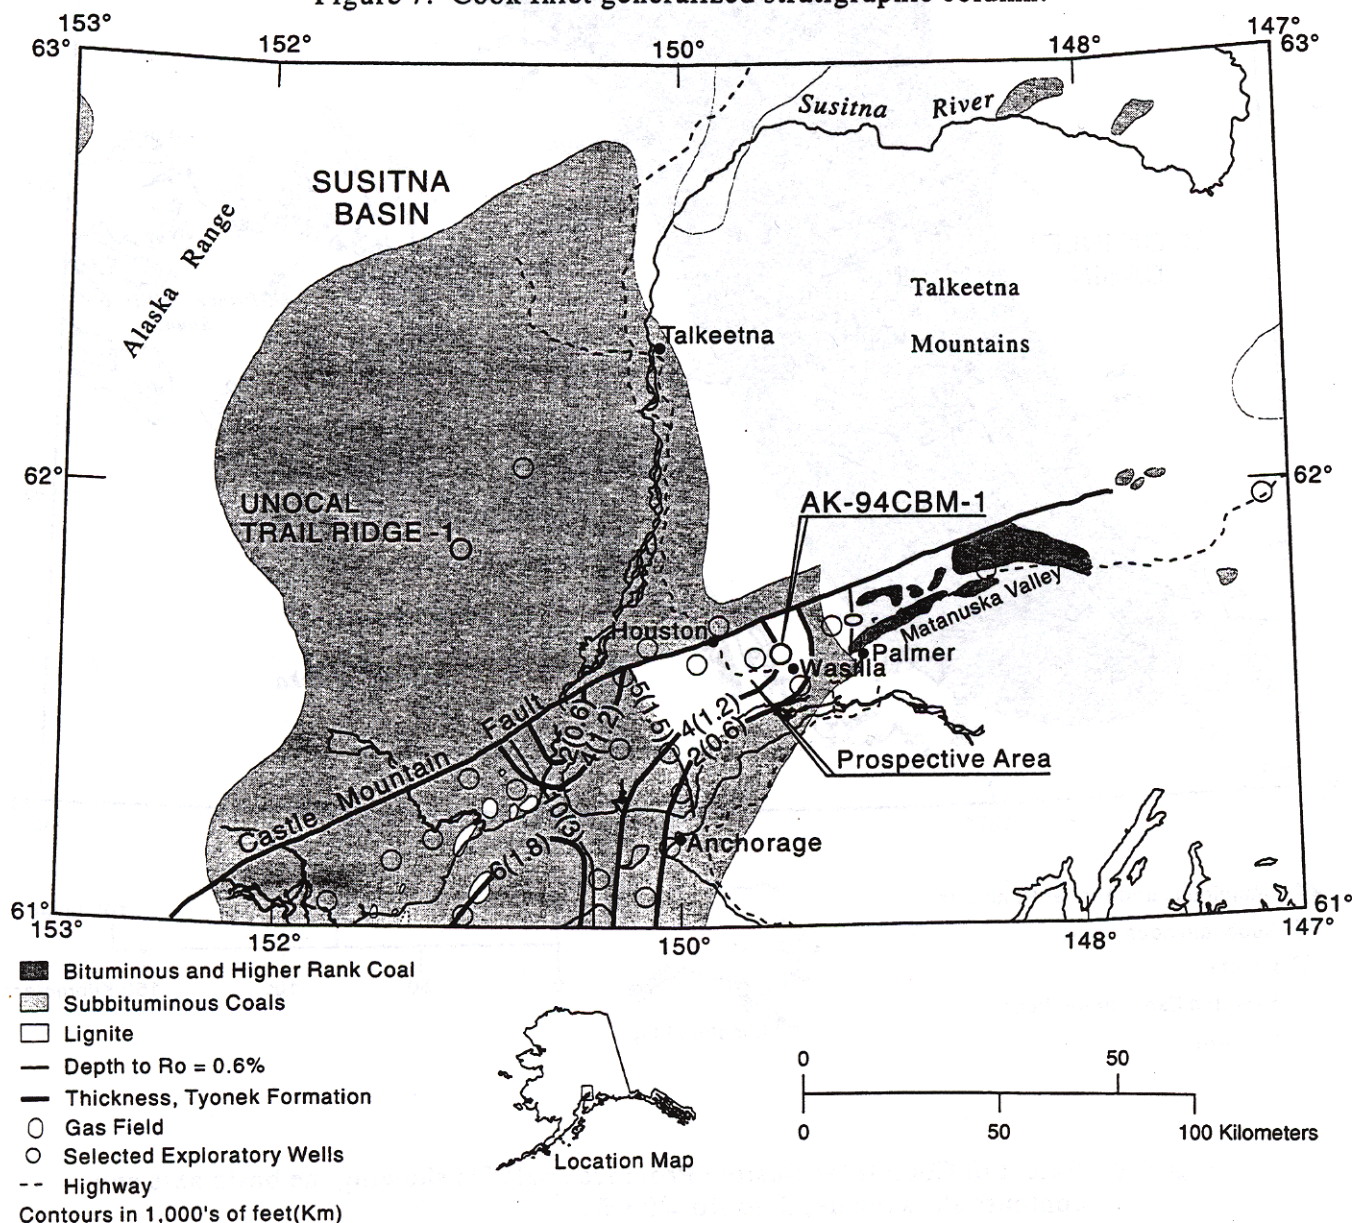 Figure 7. Cook Inlet generalized stratigraphic column.
153°
63°
152°
150°
148°
147°
63°
Susitna River
SUSITNA
BASIN
Alaska Range
Talkeetna
Mountains
Talkeetna
62°
62°
UNOCAL
TRAIL RIDGE -1
AK-94CBM-1
Matanuska Valley
Houston
Palmer
Wasilla
5(1.5)
4(1.2)
2(0.6)
2(0.6)
4(1.2)
Castle Mountain Fault
Prospective Area
10(3)
6(1.8)
Anchorage
61°
61°
153°
152°
150°
148°
147°
Bituminous and Higher Rank Coal
Subbituminous Coals
Lignite
Depth to Ro = 0.6%
Thickness, Tyonek Formation
Gas Field
Selected Exploratory Wells
Highway
Contours in 1,000's of feet(Km)
Location Map
0 50
0 50 100 Kilometers